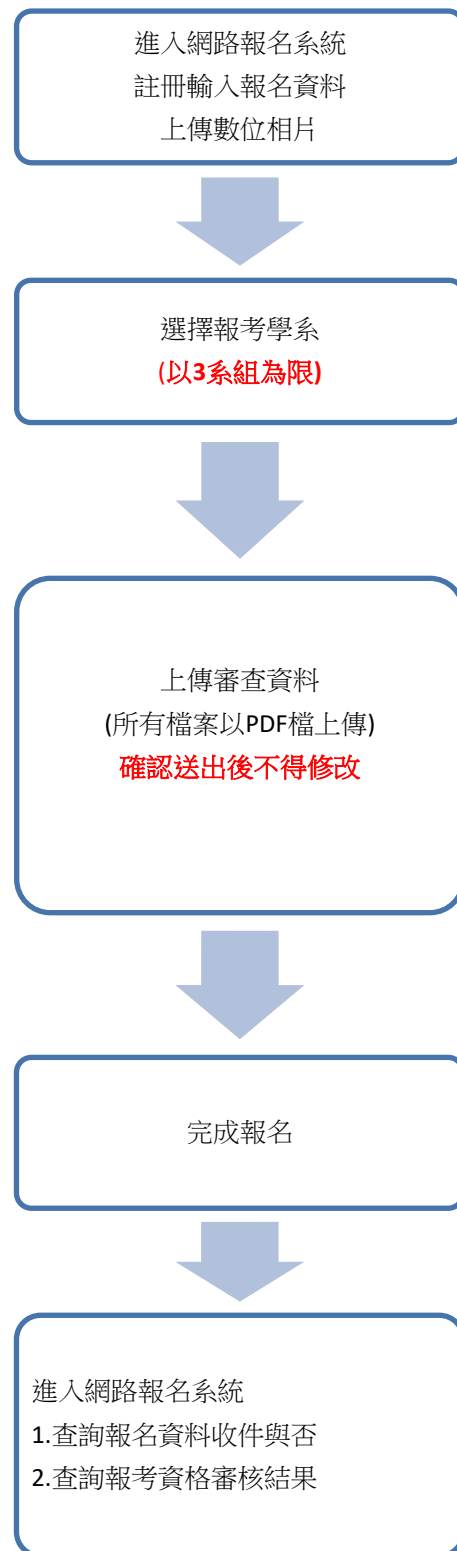 進入網路報名系統
註冊輸入報名資料
上傳數位相片
選擇報考學系
(以3系組為限)
上傳審查資料
(所有檔案以PDF檔上傳)
確認送出後不得修改
完成報名
進入網路報名系統
1.查詢報名資料收件與否
2.查詢報考資格審核結果